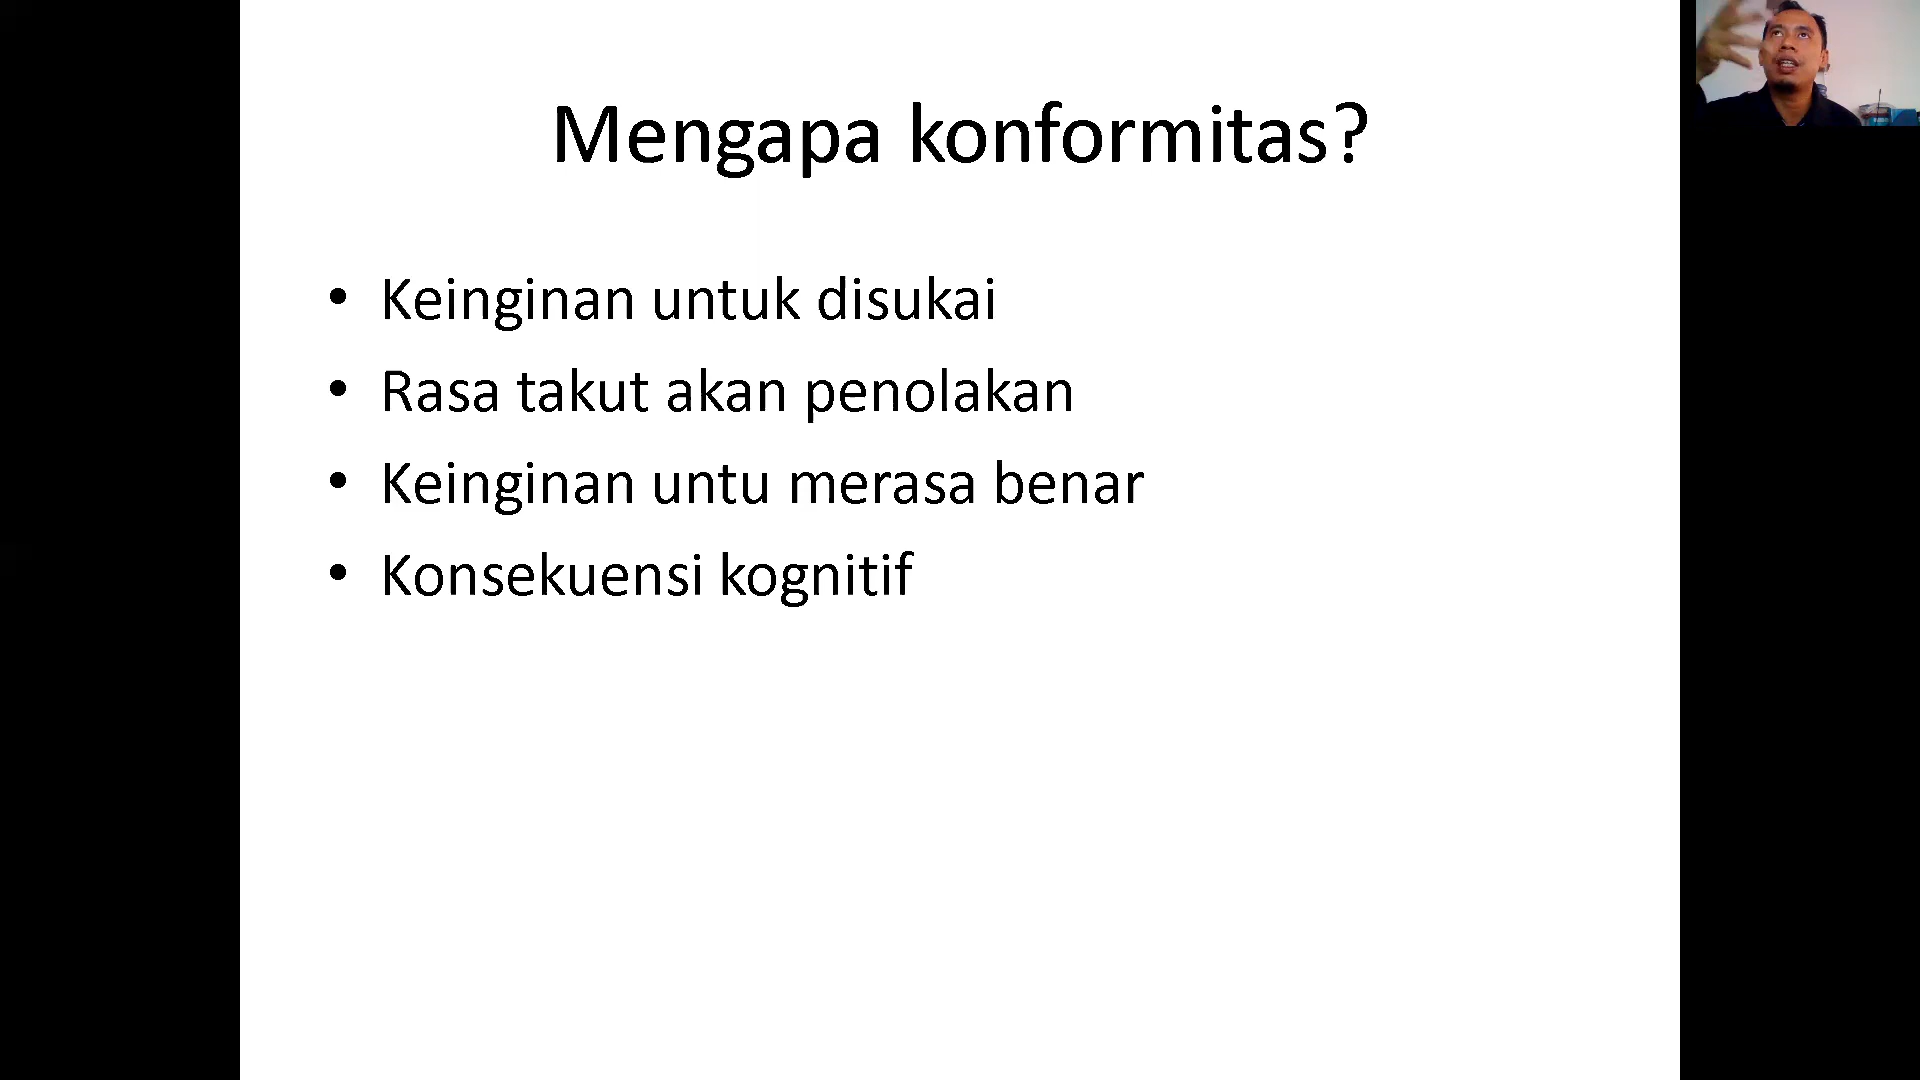 Mengapa konformitas?
• Keinginan untuk disukai
• Rasa takut akan penolakan
• Keinginan untu merasa benar
• Konsekuensi kognitif